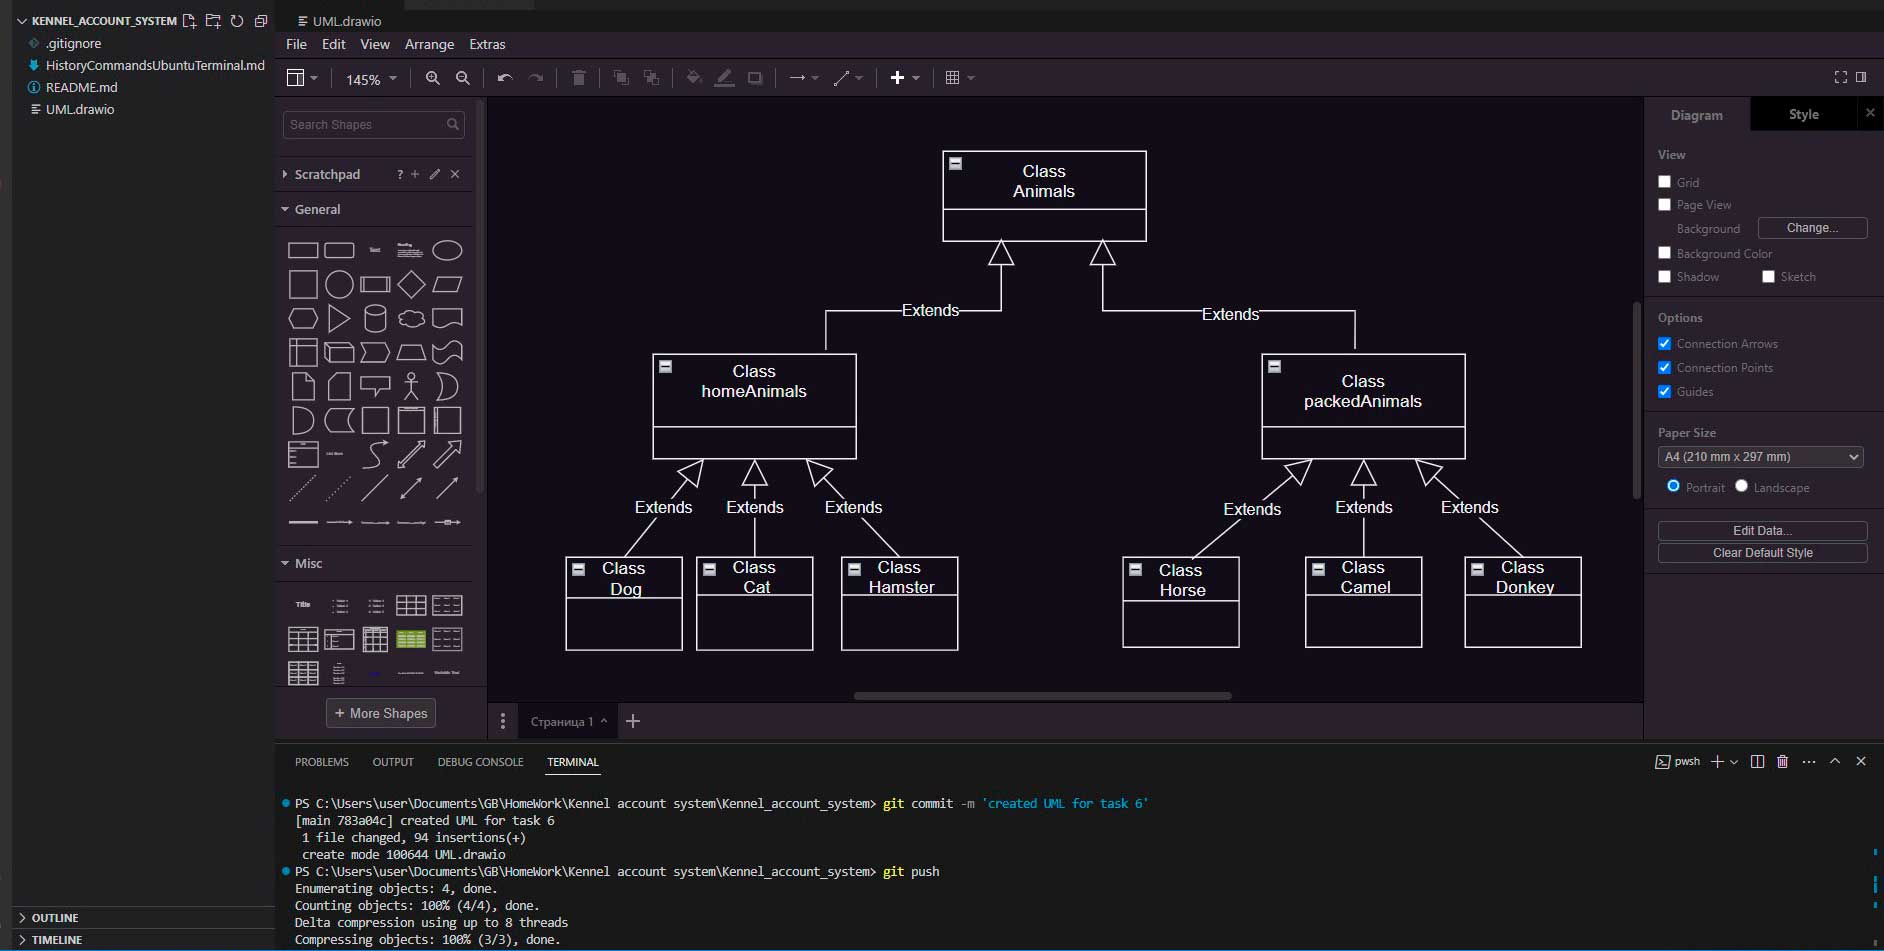 KENNEL_ACCOUNT_SYSTEM
.gitignore
HistoryCommandsUbuntuTerminal.md
README.md
UML.drawio
OUTLINE
TIMELINE
UML.drawio
File Edit View Arrange Extras
145%
Search Shapes
Scratchpad ? + ×
General
Text
Heading
List Item
Misc
Title
+ More Shapes
Class
Animals
Extends
Extends
Class
homeAnimals
Class
packedAnimals
Extends Extends Extends
Extends Extends Extends
Class
Dog
Class
Cat
Class
Hamster
Class
Horse
Class
Camel
Class
Donkey
Страница 1
Diagram Style
View
Grid
Page View
Background Change...
Background Color
Shadow Sketch
Options
Connection Arrows
Connection Points
Guides
Paper Size
A4 (210 mm x 297 mm)
Portrait Landscape
Edit Data...
Clear Default Style
PROBLEMS OUTPUT DEBUG CONSOLE TERMINAL
pwsh
PS C:\Users\user\Documents\GB\HomeWork\Kennel account system\Kennel_account_system> git commit -m 'created UML for task 6'
[main 783a04c] created UML for task 6
1 file changed, 94 insertions(+)
create mode 100644 UML.drawio
PS C:\Users\user\Documents\GB\HomeWork\Kennel account system\Kennel_account_system> git push
Enumerating objects: 4, done.
Counting objects: 100% (4/4), done.
Delta compression using up to 8 threads
Compressing objects: 100% (3/3), done.